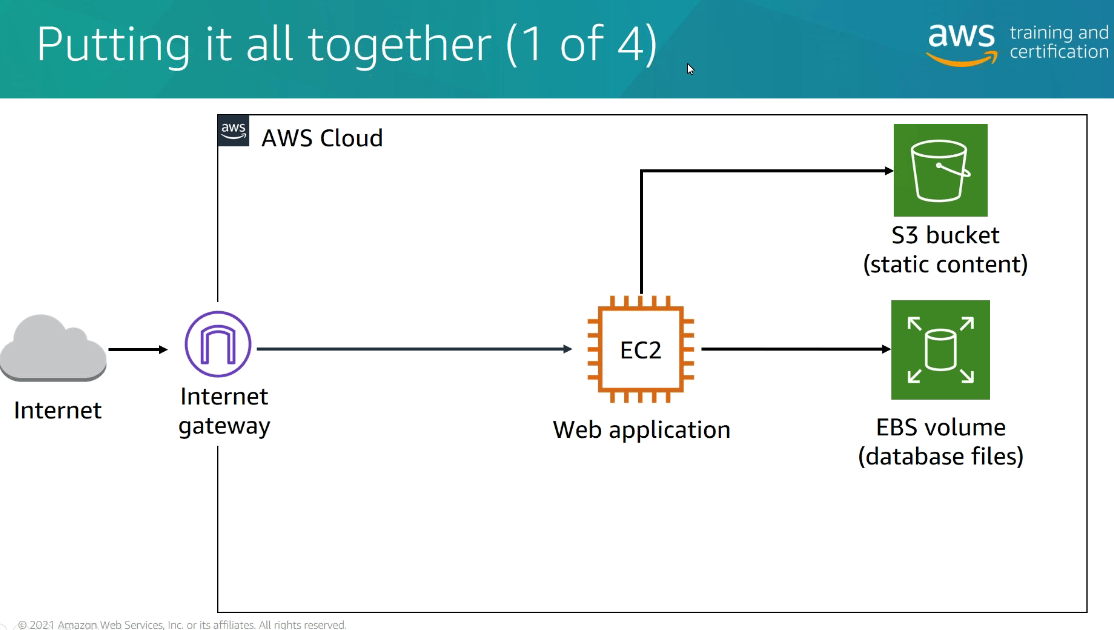 Putting it all together (1 of 4)
aws training and
certification
aws
AWS Cloud
S3 bucket
(static content)
EC2
Internet
Internet
gateway
Web application
EBS volume
(database files)
© 2021 Amazon Web Services, Inc. or its affiliates. All rights reserved.